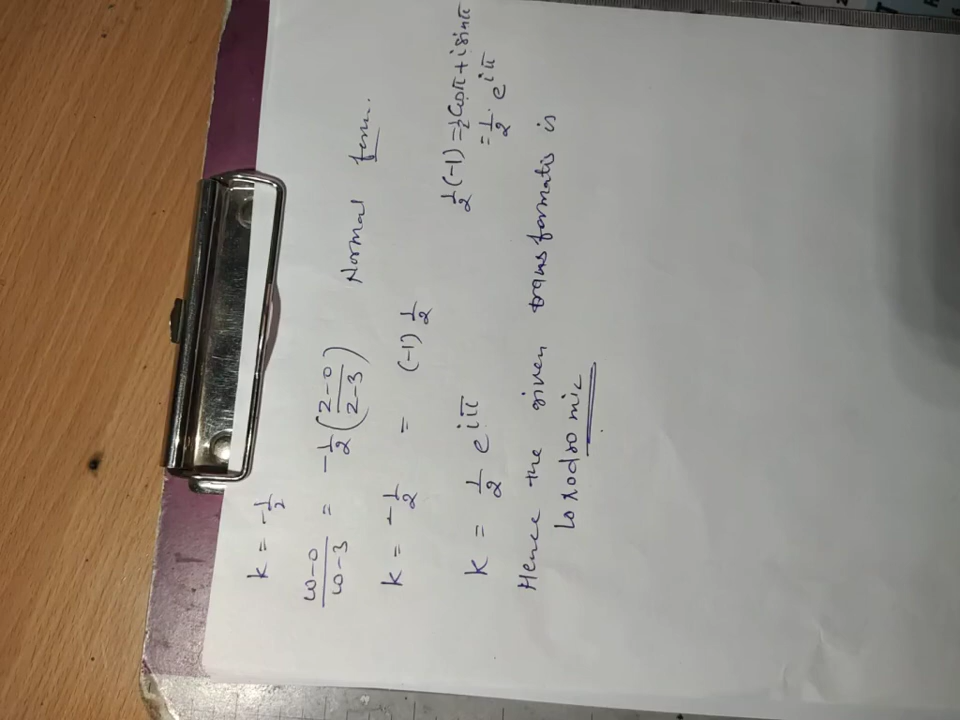 k = -1/2
(w-0)/(w-3) = -1/2 ((z-0)/(z-3)) Normal form.
k = -1/2 = (-1) 1/2
1/2 (-1) = 1/2 Cosπ + i sinπ
= 1/2 · e^{iπ}
k = 1/2 e^{iπ}
Hence the given transformatis is
loxodromic